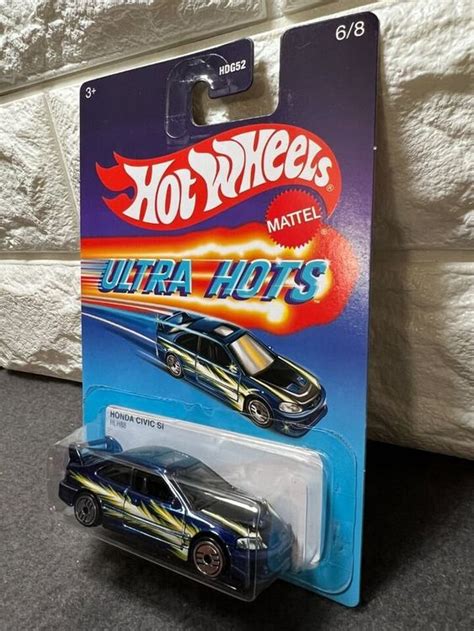 HDG52
6/8
3+
HOT WHEELS®
MATTEL
ULTRA HOTS
HONDA CIVIC SI